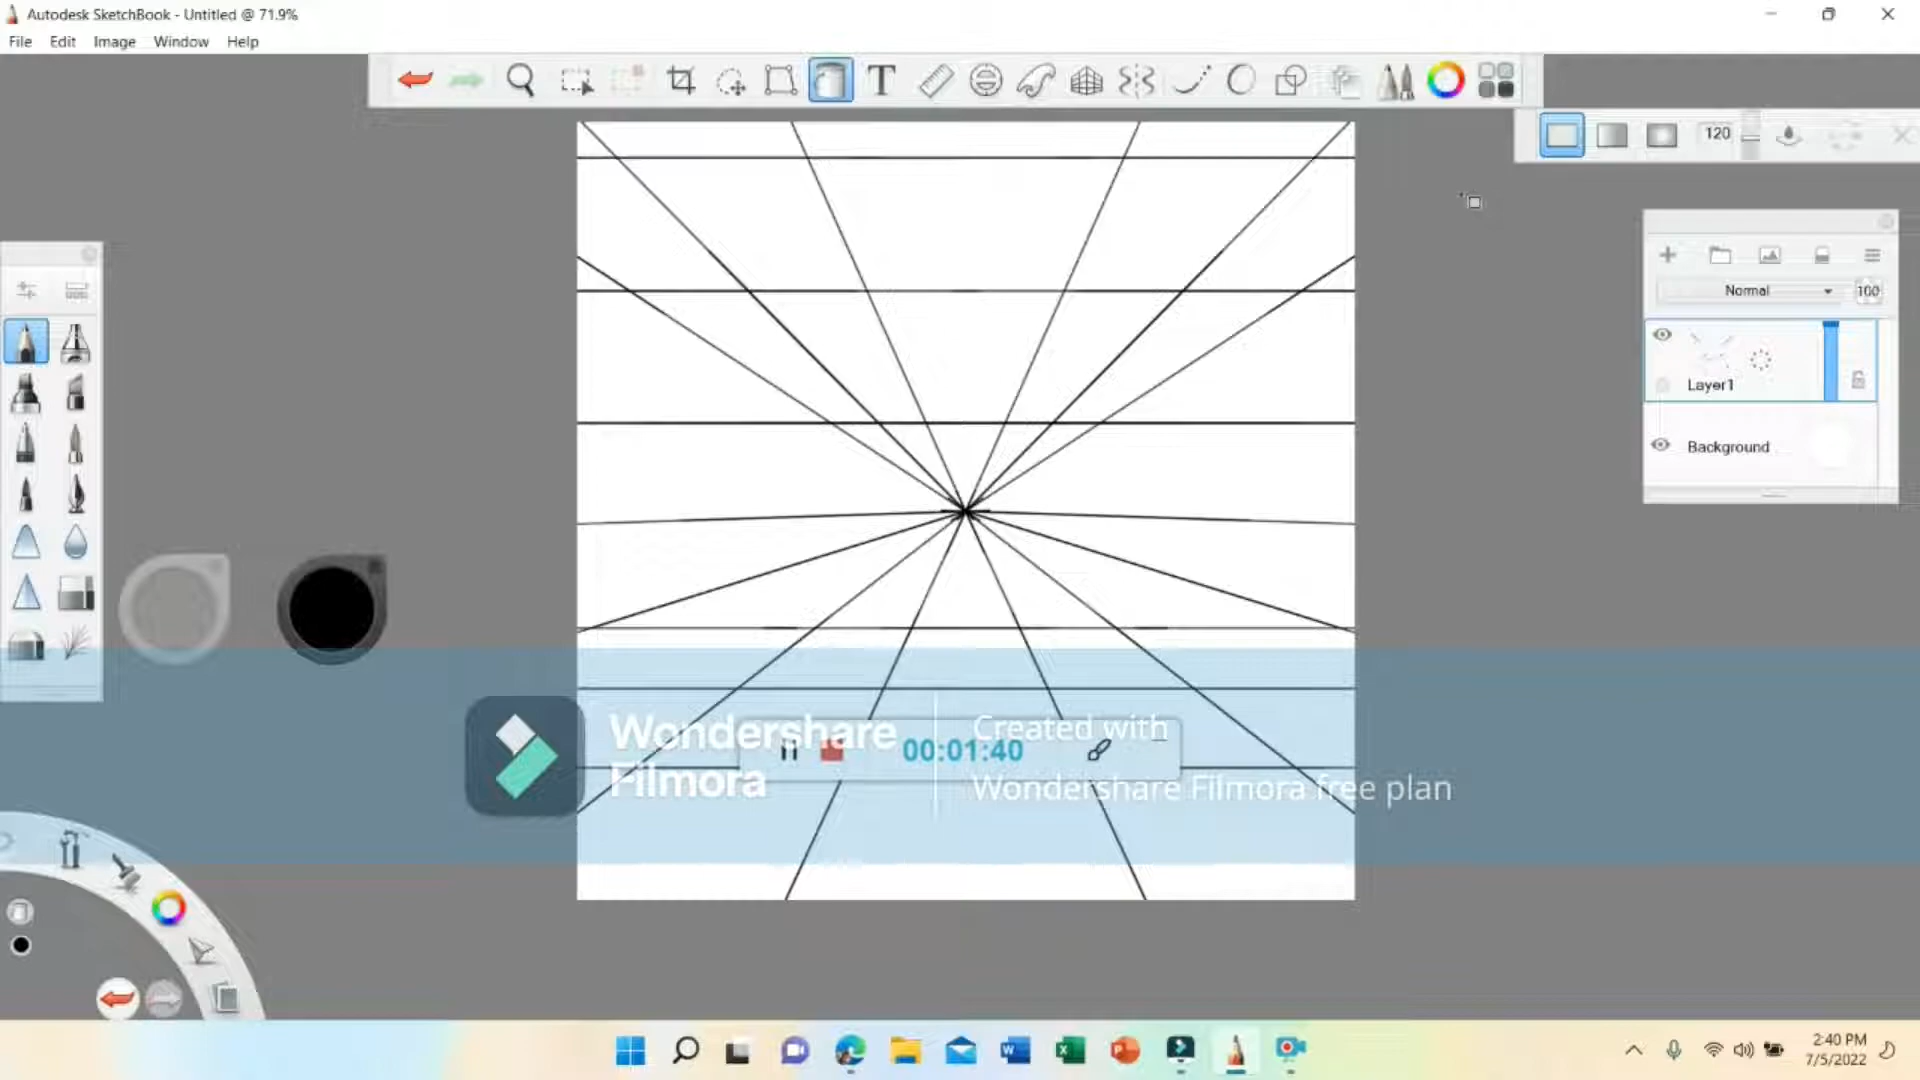 Autodesk SketchBook - Untitled @ 71.9%
File Edit Image Window Help
T
120
Normal
100
Layer1
Background
Wondershare
Filmora
Created with
Wondershare Filmora free plan
00:01:40
2:40 PM
7/5/2022